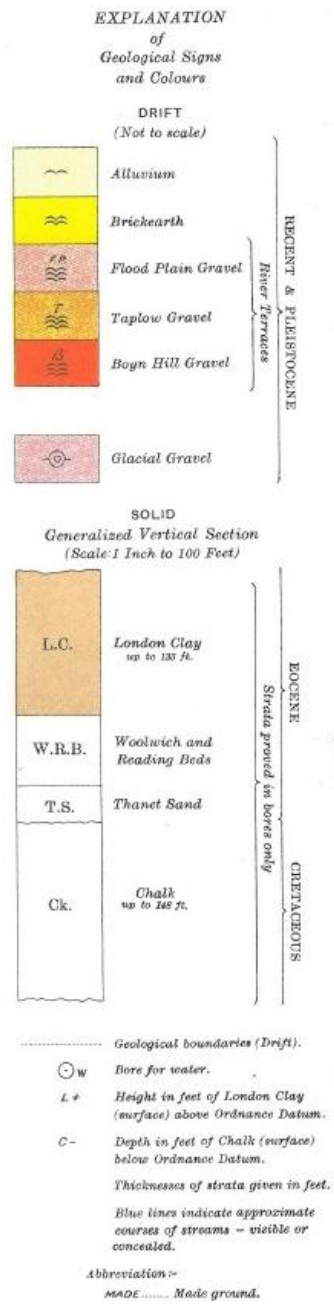 EXPLANATION
of
Geological Signs
and Colours
DRIFT
(Not to scale)
Alluvium
Brickearth
F.P.
Flood Plain Gravel
T
Taplow Gravel
B
Boyn Hill Gravel
River Terraces
RECENT & PLEISTOCENE
Glacial Gravel
SOLID
Generalized Vertical Section
(Scale:1 Inch to 100 Feet)
L.C.
London Clay
up to 133 ft.
W.R.B.
Woolwich and
Reading Beds
T.S.
Thanet Sand
Ck.
Chalk
up to 148 ft.
Strata proved in bores only
EOCENE
CRETACEOUS
Geological boundaries (Drift).
W
Bore for water.
L +
Height in feet of London Clay
(surface) above Ordnance Datum.
C -
Depth in feet of Chalk (surface)
below Ordnance Datum.
Thicknesses of strata given in feet.
Blue lines indicate approximate
courses of streams – visible or
concealed.
Abbreviation:-
MADE........ Made ground.